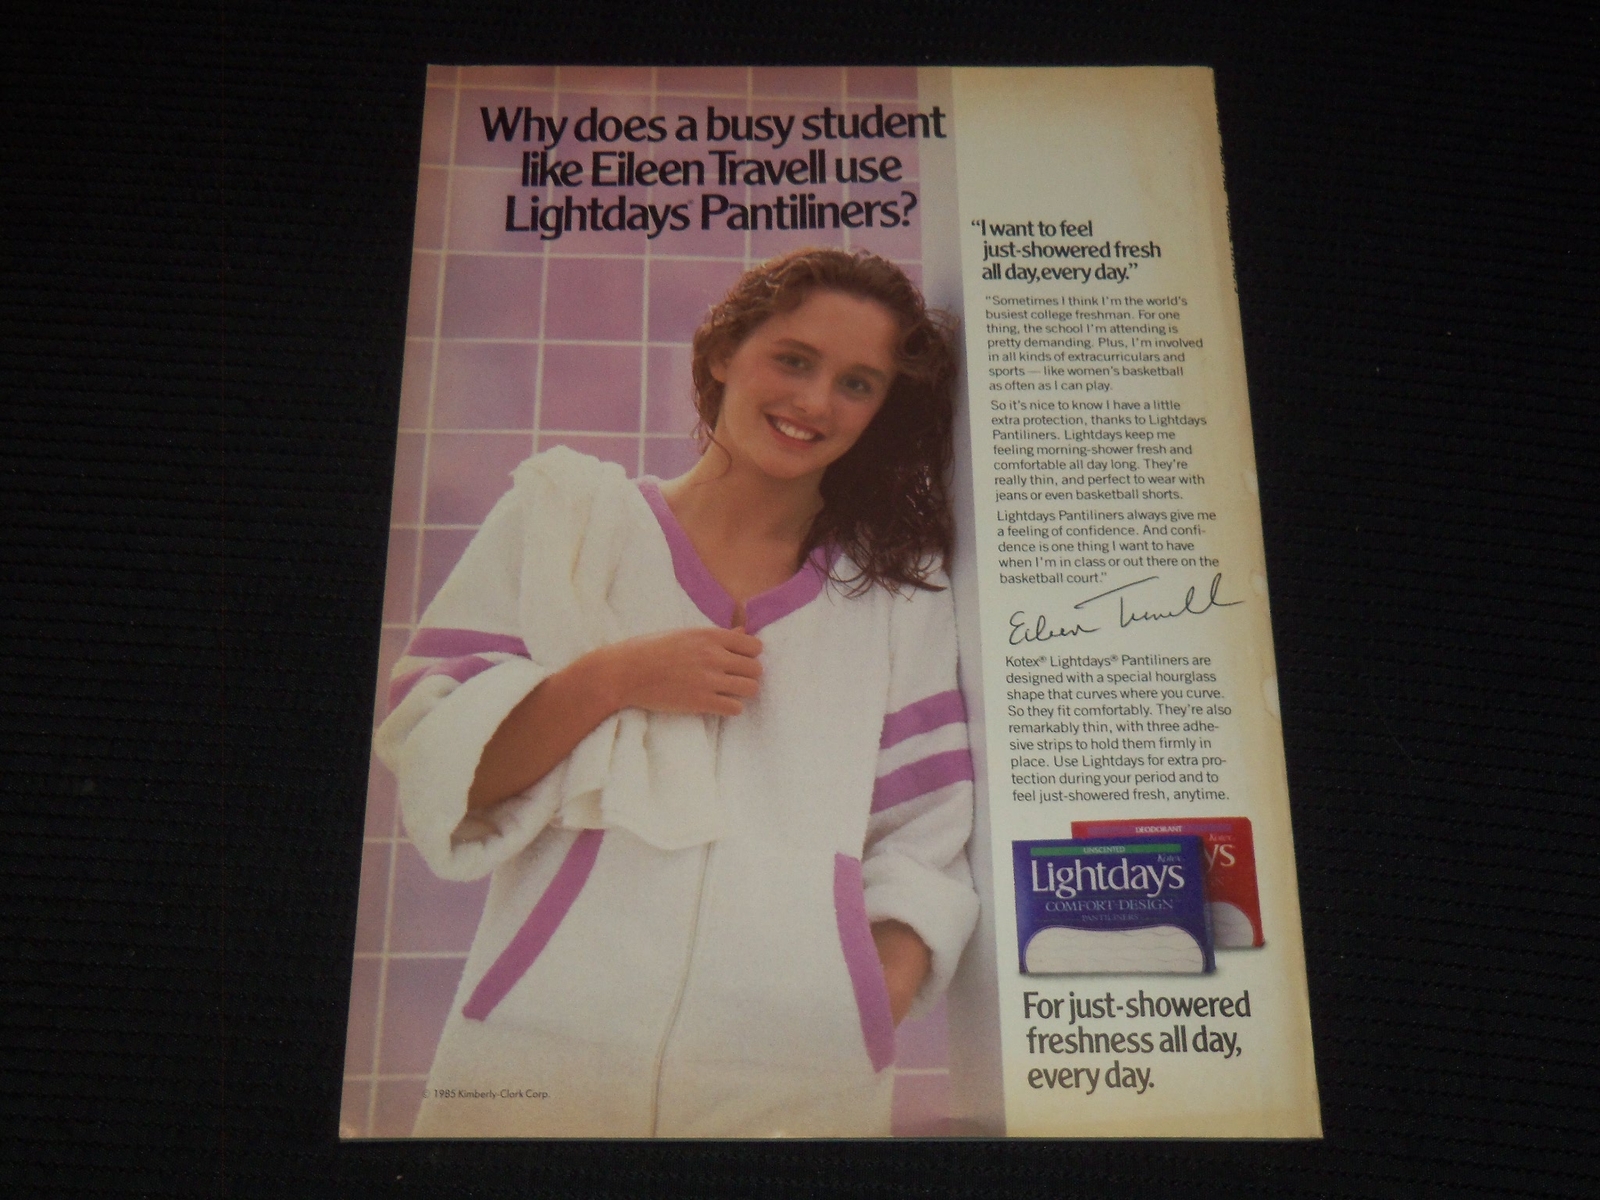 Why does a busy student
like Eileen Travell use
Lightdays® Pantiliners?
"I want to feel
just-showered fresh
all day, every day."
"Sometimes I think I'm the world's
busiest college freshman. For one
thing, the school I'm attending is
pretty demanding. Plus, I'm involved
in all kinds of extracurriculars and
sports — like women's basketball
as often as I can play.
So it's nice to know I have a little
extra protection, thanks to Lightdays
Pantiliners. Lightdays keep me
feeling morning-shower fresh and
comfortable all day long. They're
really thin, and perfect to wear with
jeans or even basketball shorts.
Lightdays Pantiliners always give me
a feeling of confidence. And confi-
dence is one thing I want to have
when I'm in class or out there on the
basketball court."
Eileen Travell
Kotex® Lightdays® Pantiliners are
designed with a special hourglass
shape that curves where you curve.
So they fit comfortably. They're also
remarkably thin, with three adhe-
sive strips to hold them firmly in
place. Use Lightdays for extra pro-
tection during your period and to
feel just-showered fresh, anytime.
DEODORANT
Kotex
ys
UNSCENTED
Kotex
Lightdays
COMFORT DESIGN
PANTILINERS
For just-showered
freshness all day,
every day.
© 1985 Kimberly-Clark Corp.